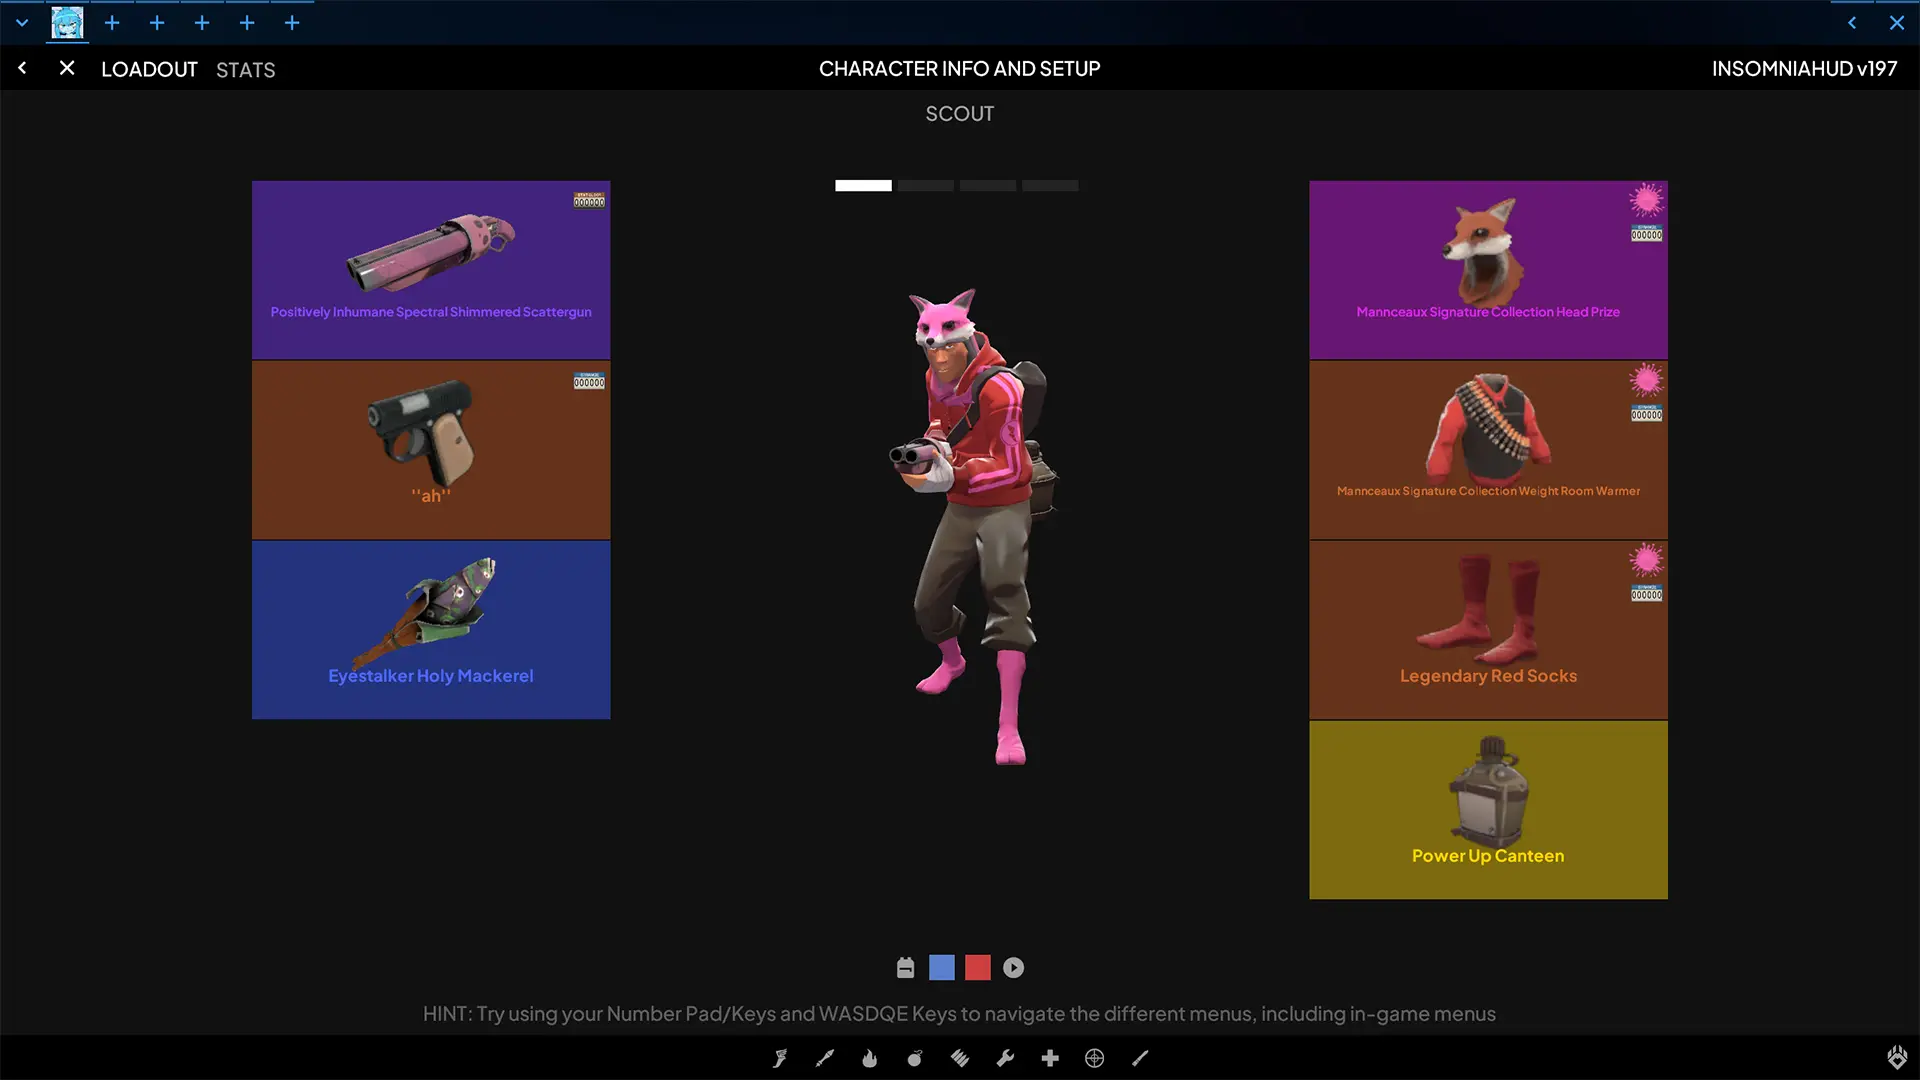 LOADOUT STATS
CHARACTER INFO AND SETUP
INSOMNIAHUD v197
SCOUT
000000
Positively Inhumane Spectral Shimmered Scattergun
000000
''ah''
Eyestalker Holy Mackerel
000000
Mannceaux Signature Collection Head Prize
000000
Mannceaux Signature Collection Weight Room Warmer
000000
Legendary Red Socks
Power Up Canteen
HINT: Try using your Number Pad/Keys and WASDQE Keys to navigate the different menus, including in-game menus